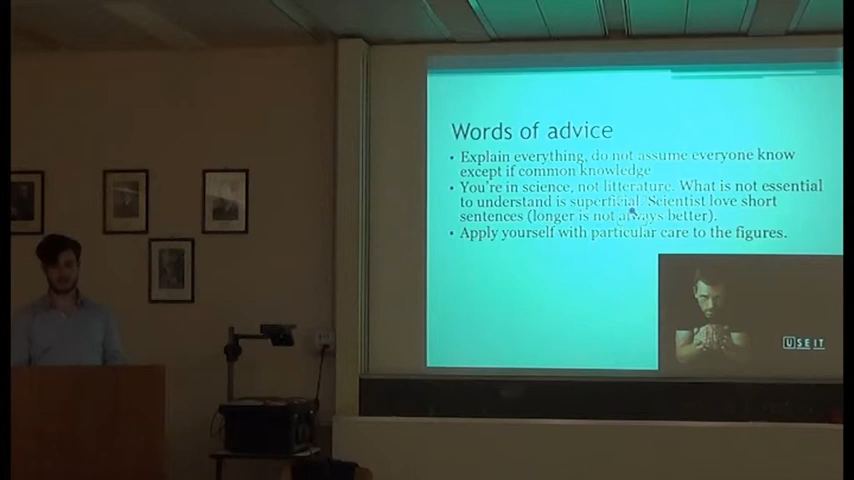 Words of advice
• Explain everything, do not assume everyone know
except if common knowledge
• You're in science, not litterature. What is not essential
to understand is superficial. Scientist love short
sentences (longer is not always better).
• Apply yourself with particular care to the figures.
USEIT